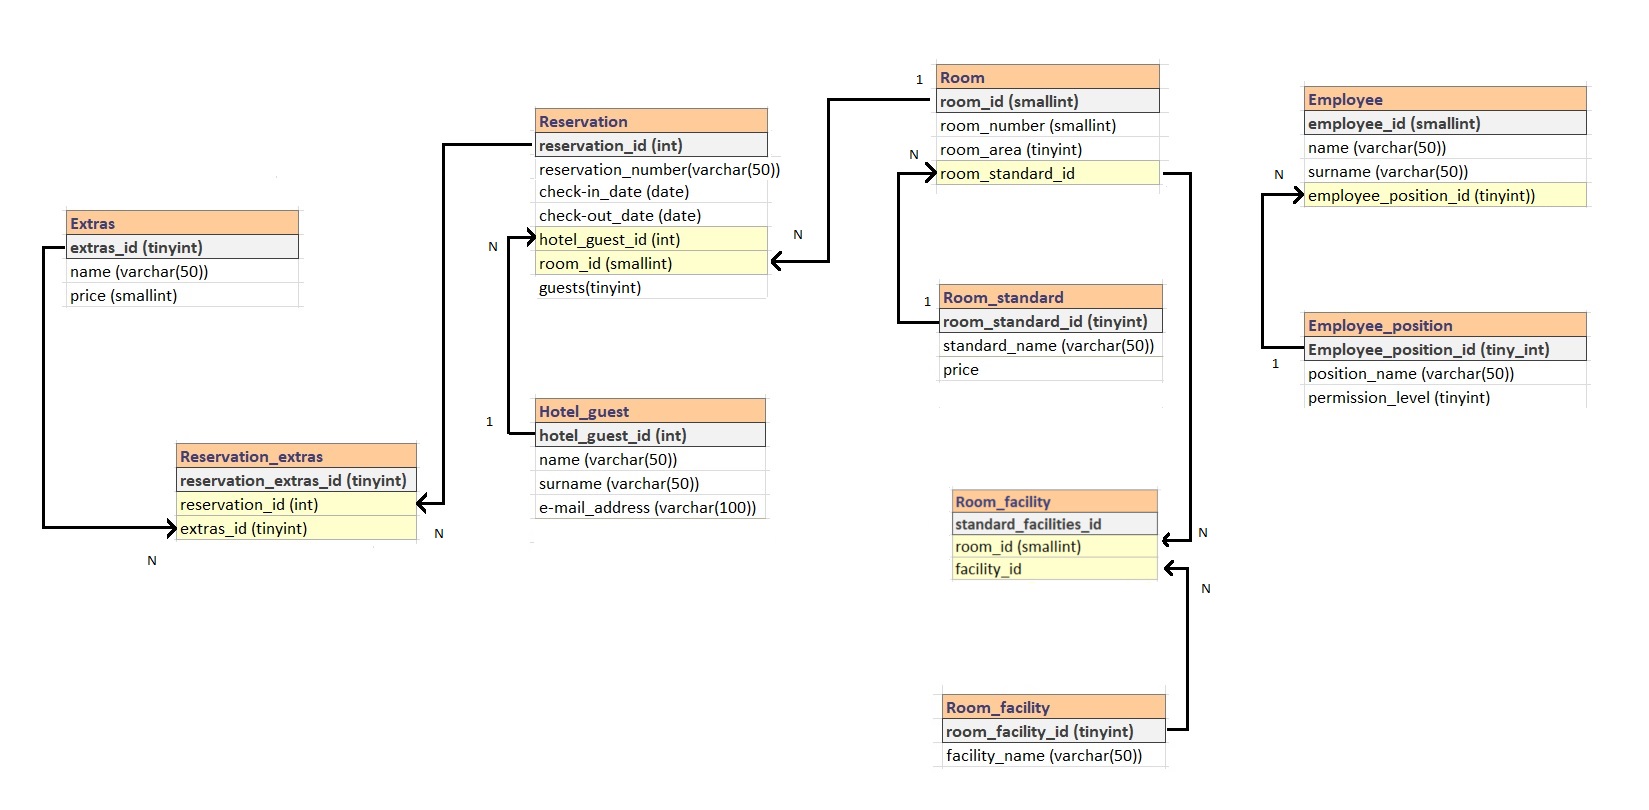 Extras
extras_id (tinyint)
name (varchar(50))
price (smallint)
Reservation_extras
reservation_extras_id (tinyint)
reservation_id (int)
extras_id (tinyint)
N
N
Reservation
reservation_id (int)
reservation_number(varchar(50))
check-in_date (date)
check-out_date (date)
hotel_guest_id (int)
room_id (smallint)
guests(tinyint)
N
N
1
Hotel_guest
hotel_guest_id (int)
name (varchar(50))
surname (varchar(50))
e-mail_address (varchar(100))
1
Room
room_id (smallint)
room_number (smallint)
room_area (tinyint)
room_standard_id
N
1
Room_standard
room_standard_id (tinyint)
standard_name (varchar(50))
price
Room_facility
standard_facilities_id
room_id (smallint)
facility_id
N
N
Room_facility
room_facility_id (tinyint)
facility_name (varchar(50))
Employee
employee_id (smallint)
name (varchar(50))
surname (varchar(50))
employee_position_id (tinyint))
N
1
Employee_position
Employee_position_id (tiny_int)
position_name (varchar(50))
permission_level (tinyint)